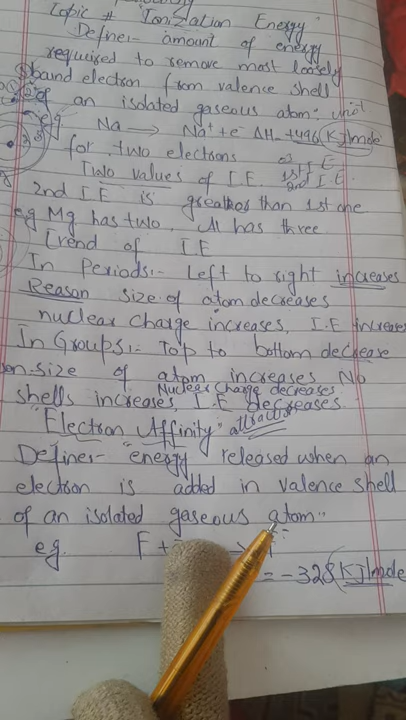 Topic # Ionization Energy
Define:- amount of energy
requised to remove most loosely
band electron from valence shell
of an isolated gaseous atom: unit
eg Na → Na⁺ + e⁻ ΔH = +496 KJ/mole
for two electrons
Two values of I.E. 1st I.E.
2nd I.E.
2nd I E is greater than 1st one
eg Mg has two, Al has three
Trend of I E
In Periods:- Left to right increases
Reason size of atom decreases
nuclear charge increases, I.E increases
In Groups:- Top to bottom decrease
size of atom increases No
Nuclear charge decreases
shells increases, I.E decreases
"Electron Affinity" attraction
Define:- "energy released when an
electron is added in valence shell
of an isolated gaseous atom"
eg. F +
= -328 KJ/mole